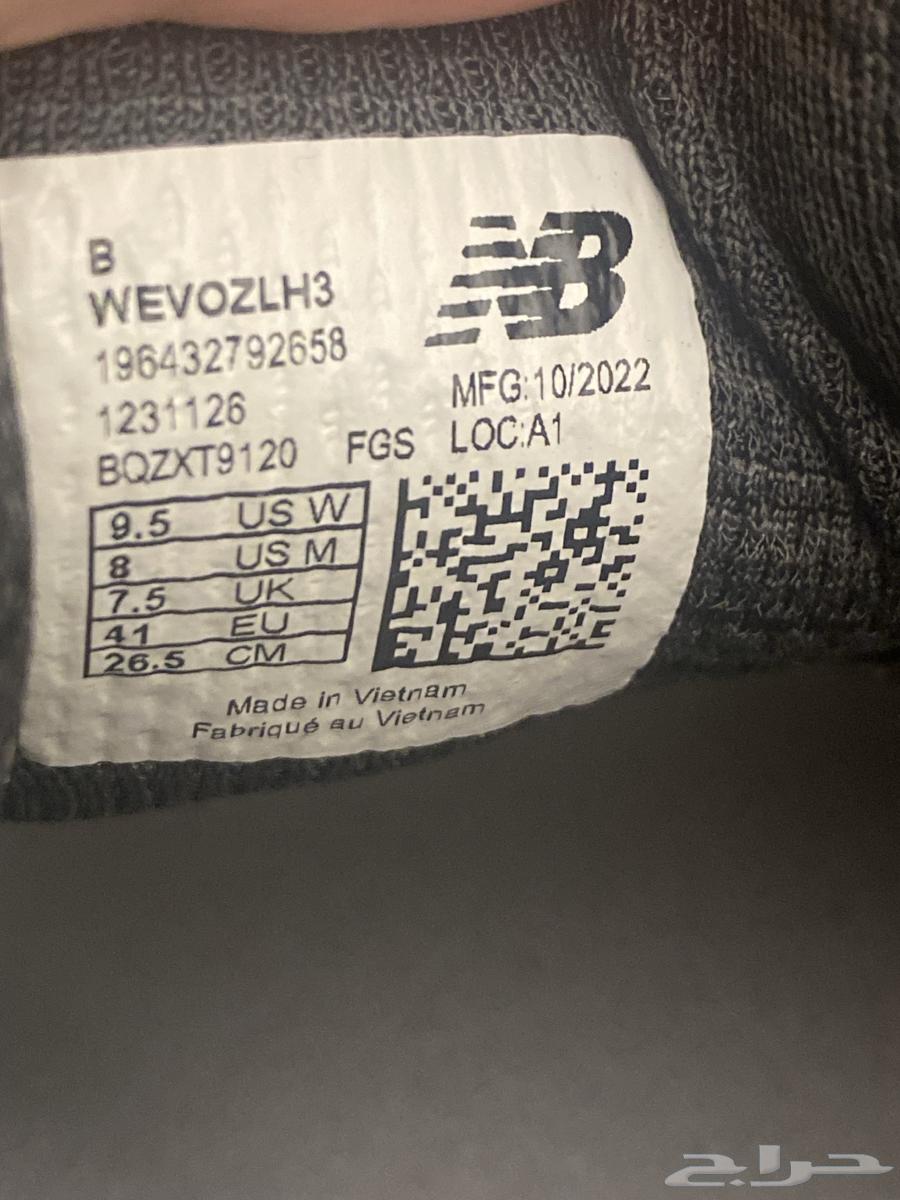 B
WEVOZLH3
196432792658
1231126
BQZXT9120 FGS
NB
MFG:10/2022
LOC:A1
9.5 US W
8 US M
7.5 UK
41 EU
26.5 CM
Made in Vietnam
Fabriqué au Vietnam
حراج